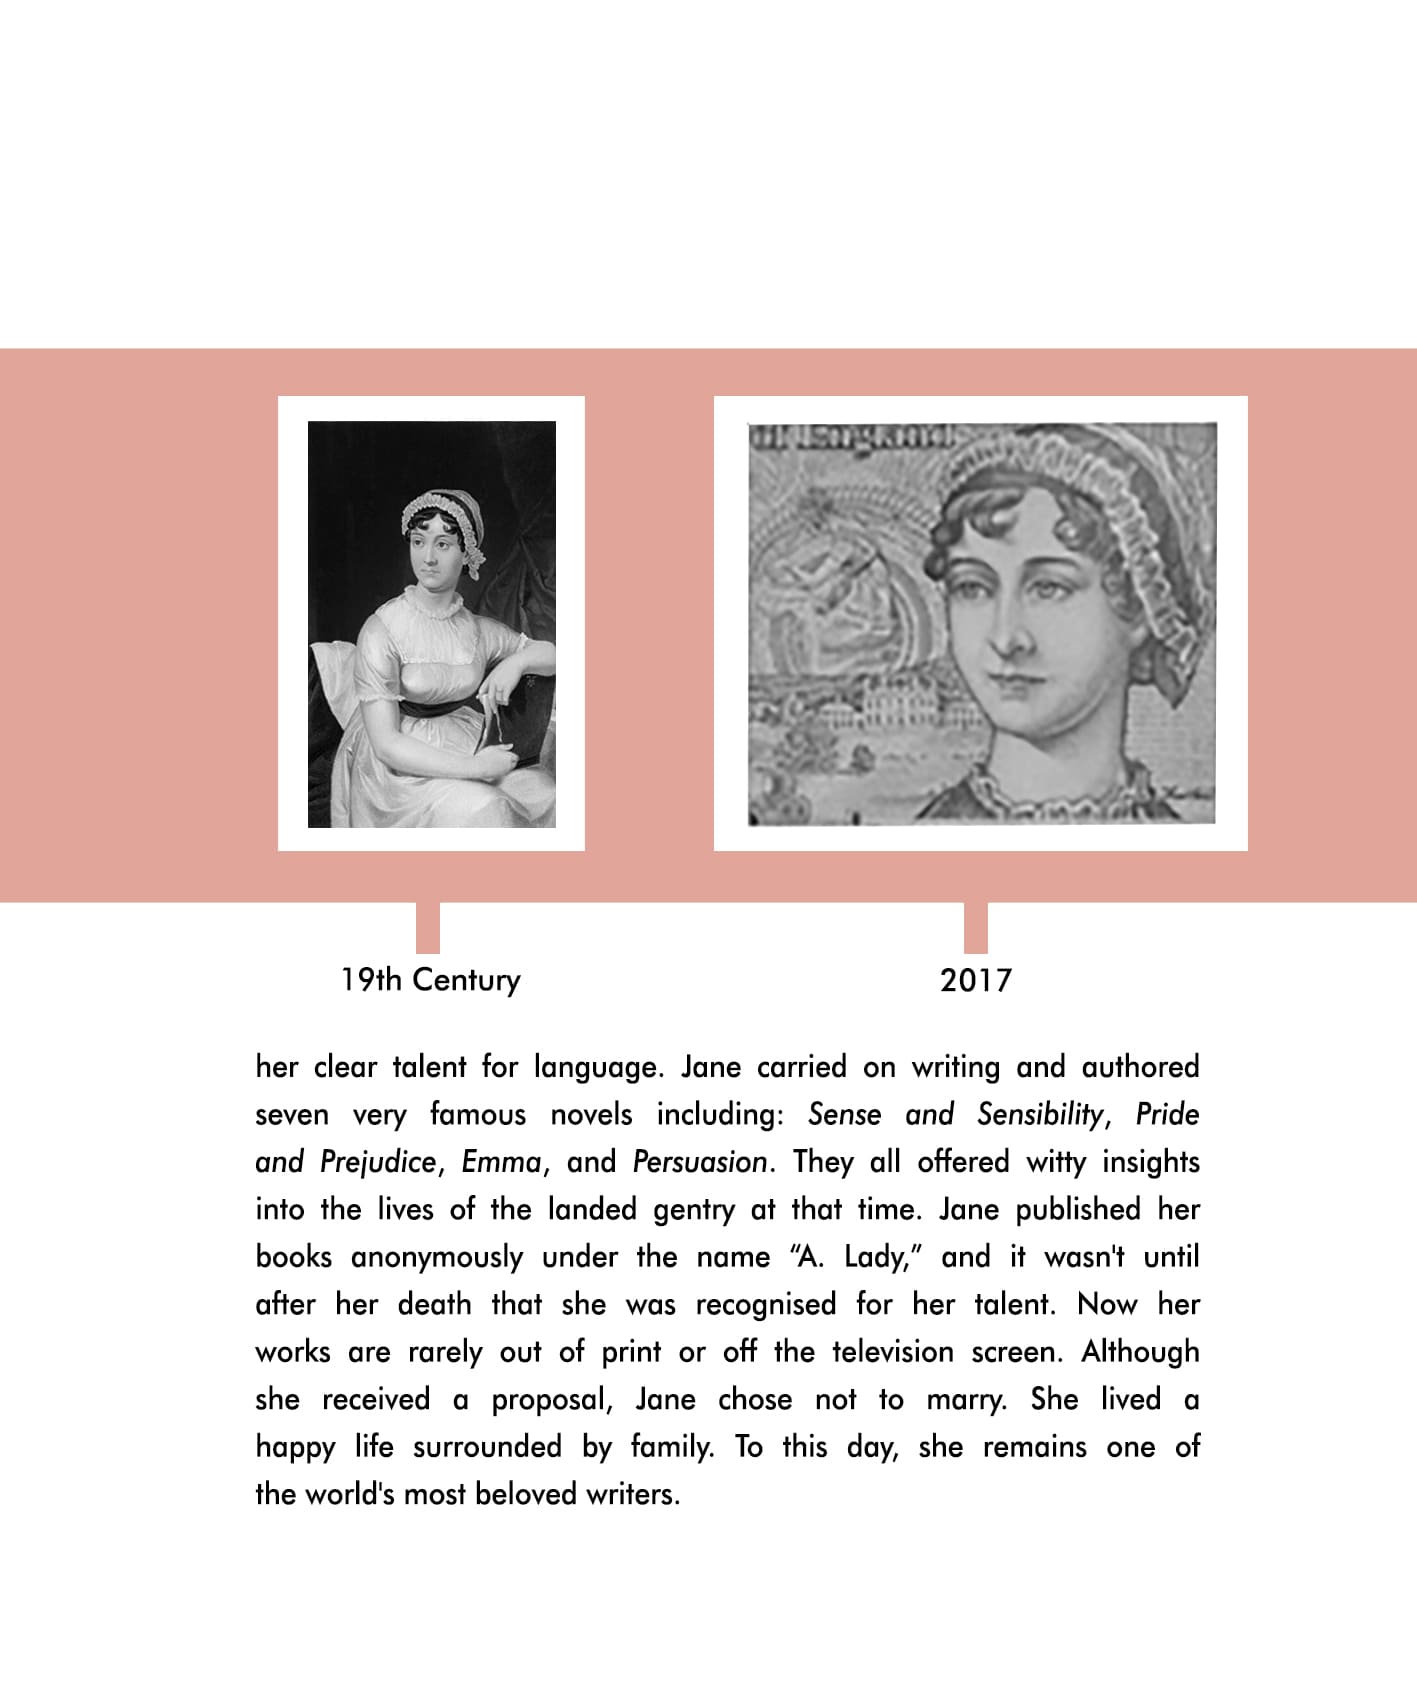 19th Century
2017
her clear talent for language. Jane carried on writing and authored
seven very famous novels including: Sense and Sensibility, Pride
and Prejudice, Emma, and Persuasion. They all offered witty insights
into the lives of the landed gentry at that time. Jane published her
books anonymously under the name “A. Lady,” and it wasn't until
after her death that she was recognised for her talent. Now her
works are rarely out of print or off the television screen. Although
she received a proposal, Jane chose not to marry. She lived a
happy life surrounded by family. To this day, she remains one of
the world's most beloved writers.